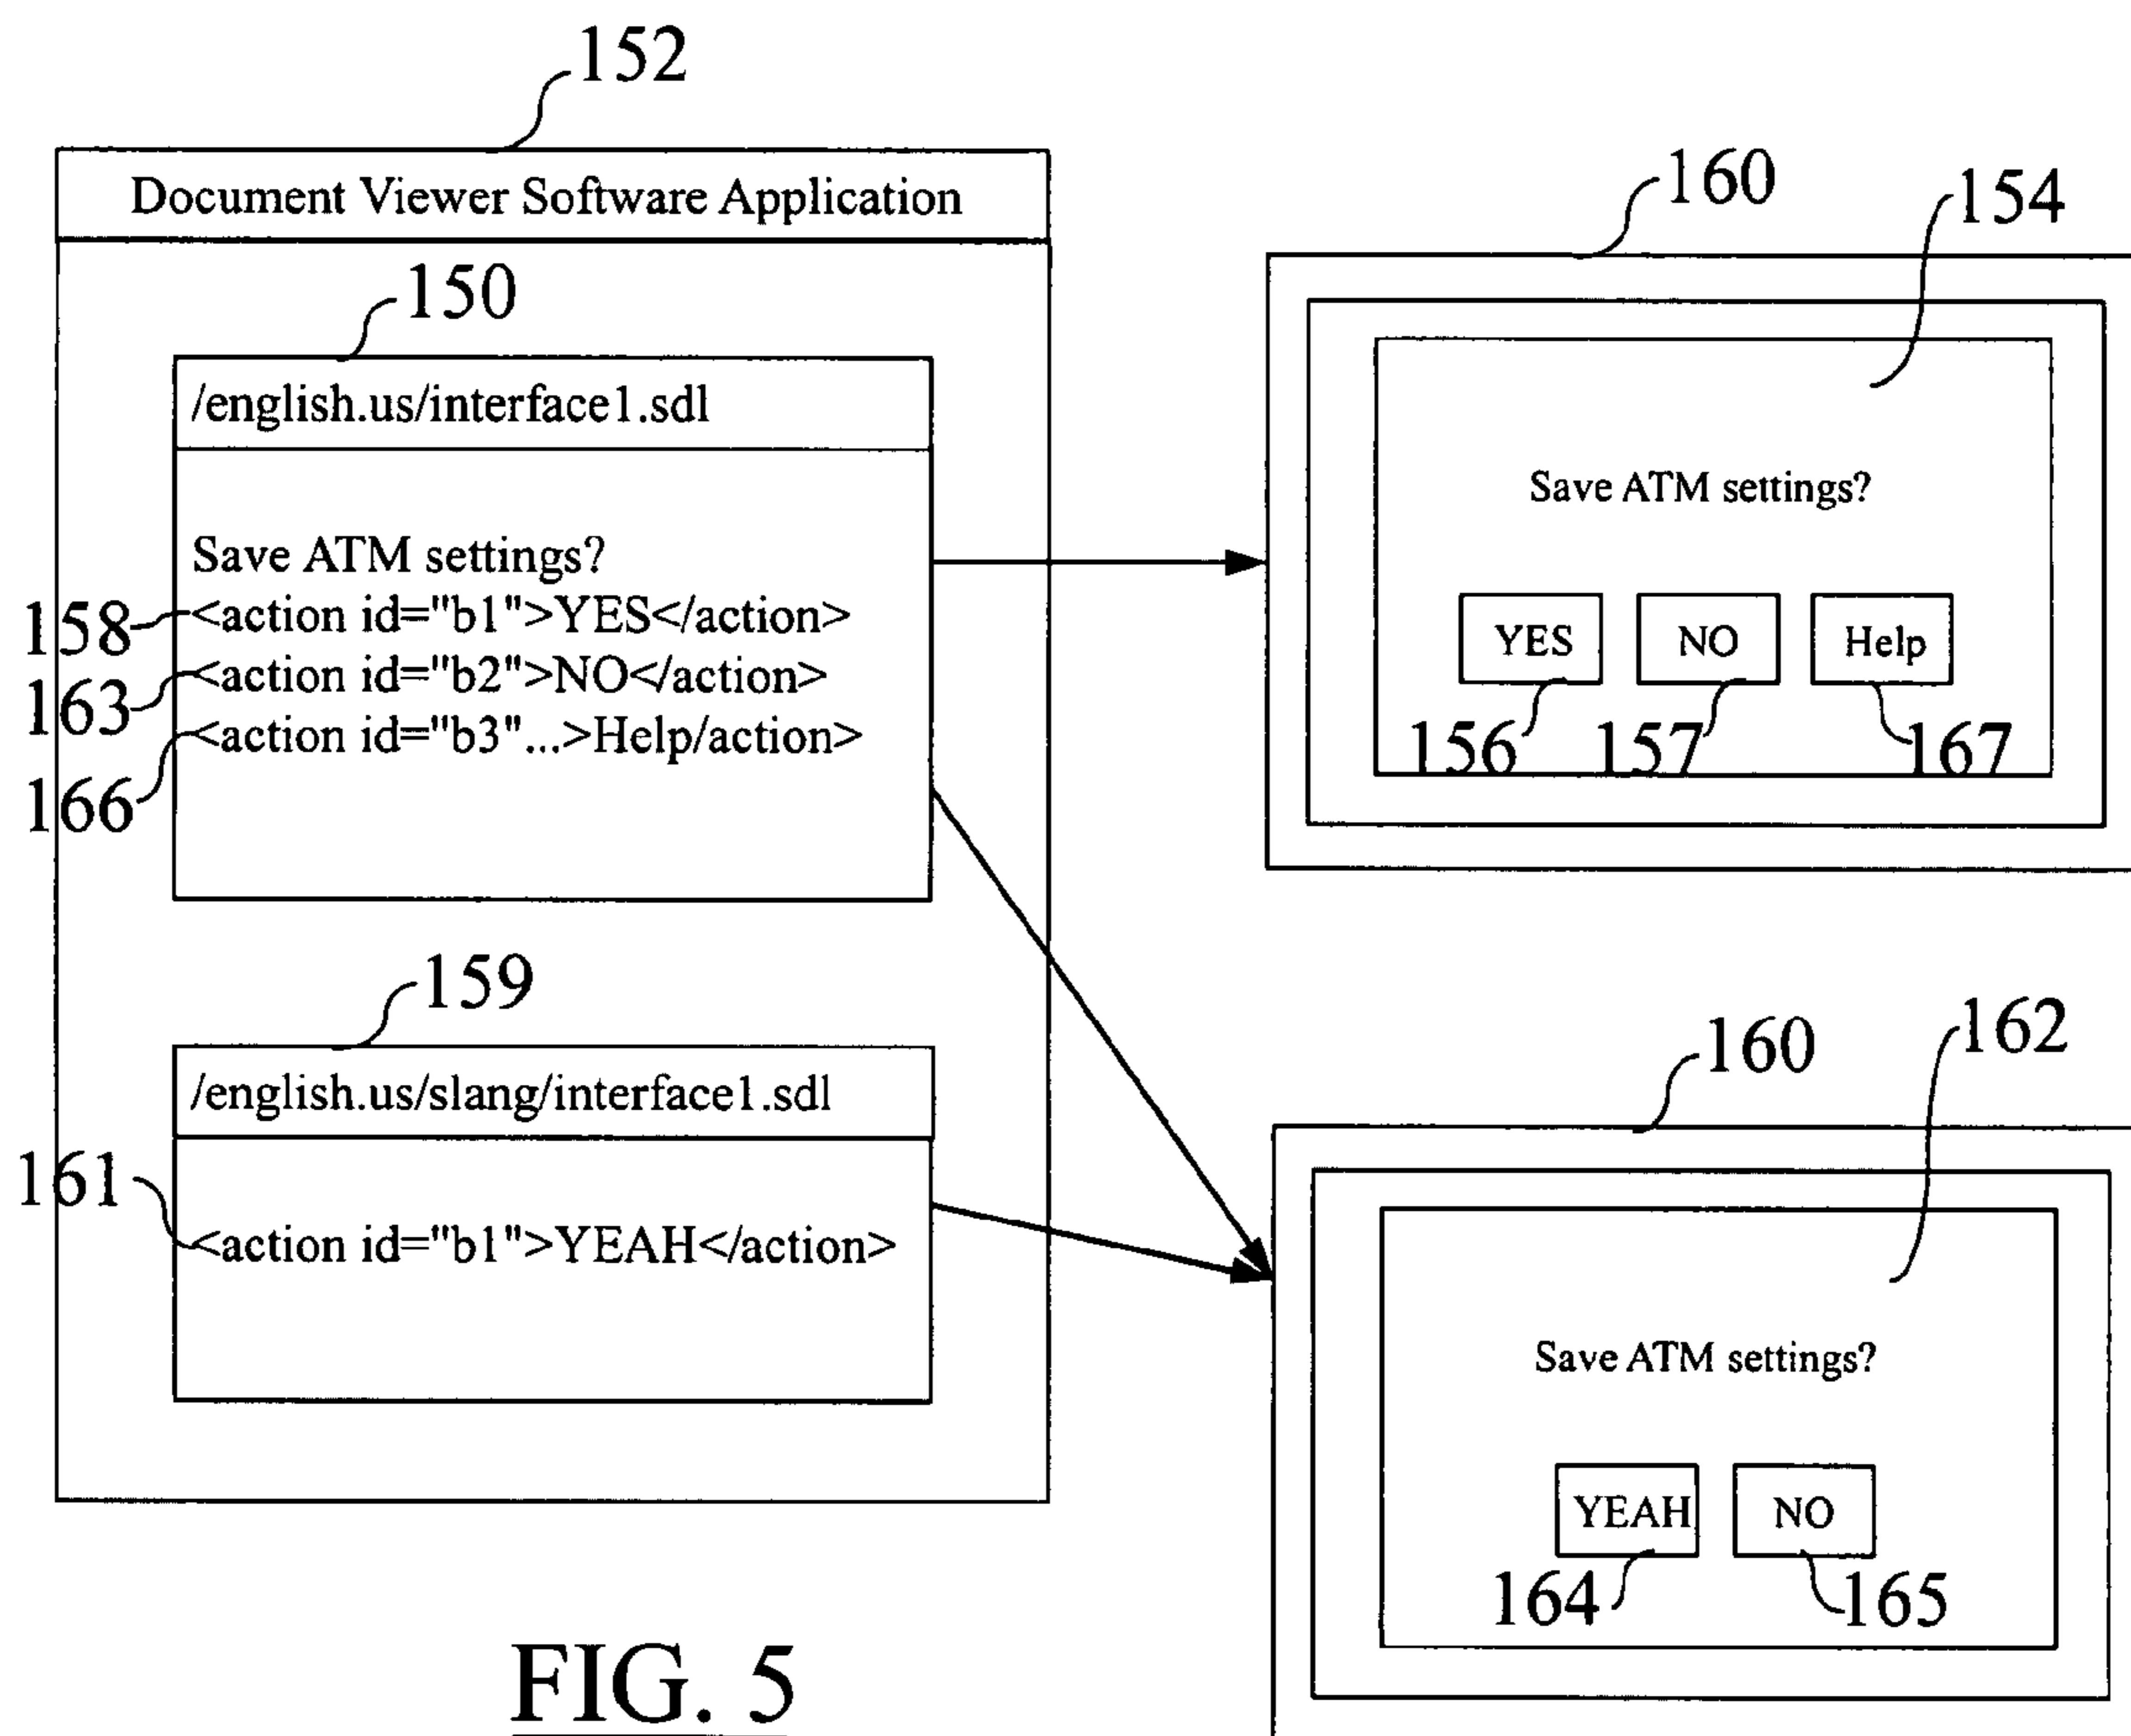 152
Document Viewer Software Application
150
/english.us/interface1.sdl
Save ATM settings?
158
<action id="b1">YES</action>
163
<action id="b2">NO</action>
166
<action id="b3"...>Help/action>
159
/english.us/slang/interface1.sdl
161
<action id="b1">YEAH</action>
160
154
Save ATM settings?
YES NO Help
156 157 167
160
162
Save ATM settings?
YEAH NO
164 165
FIG. 5